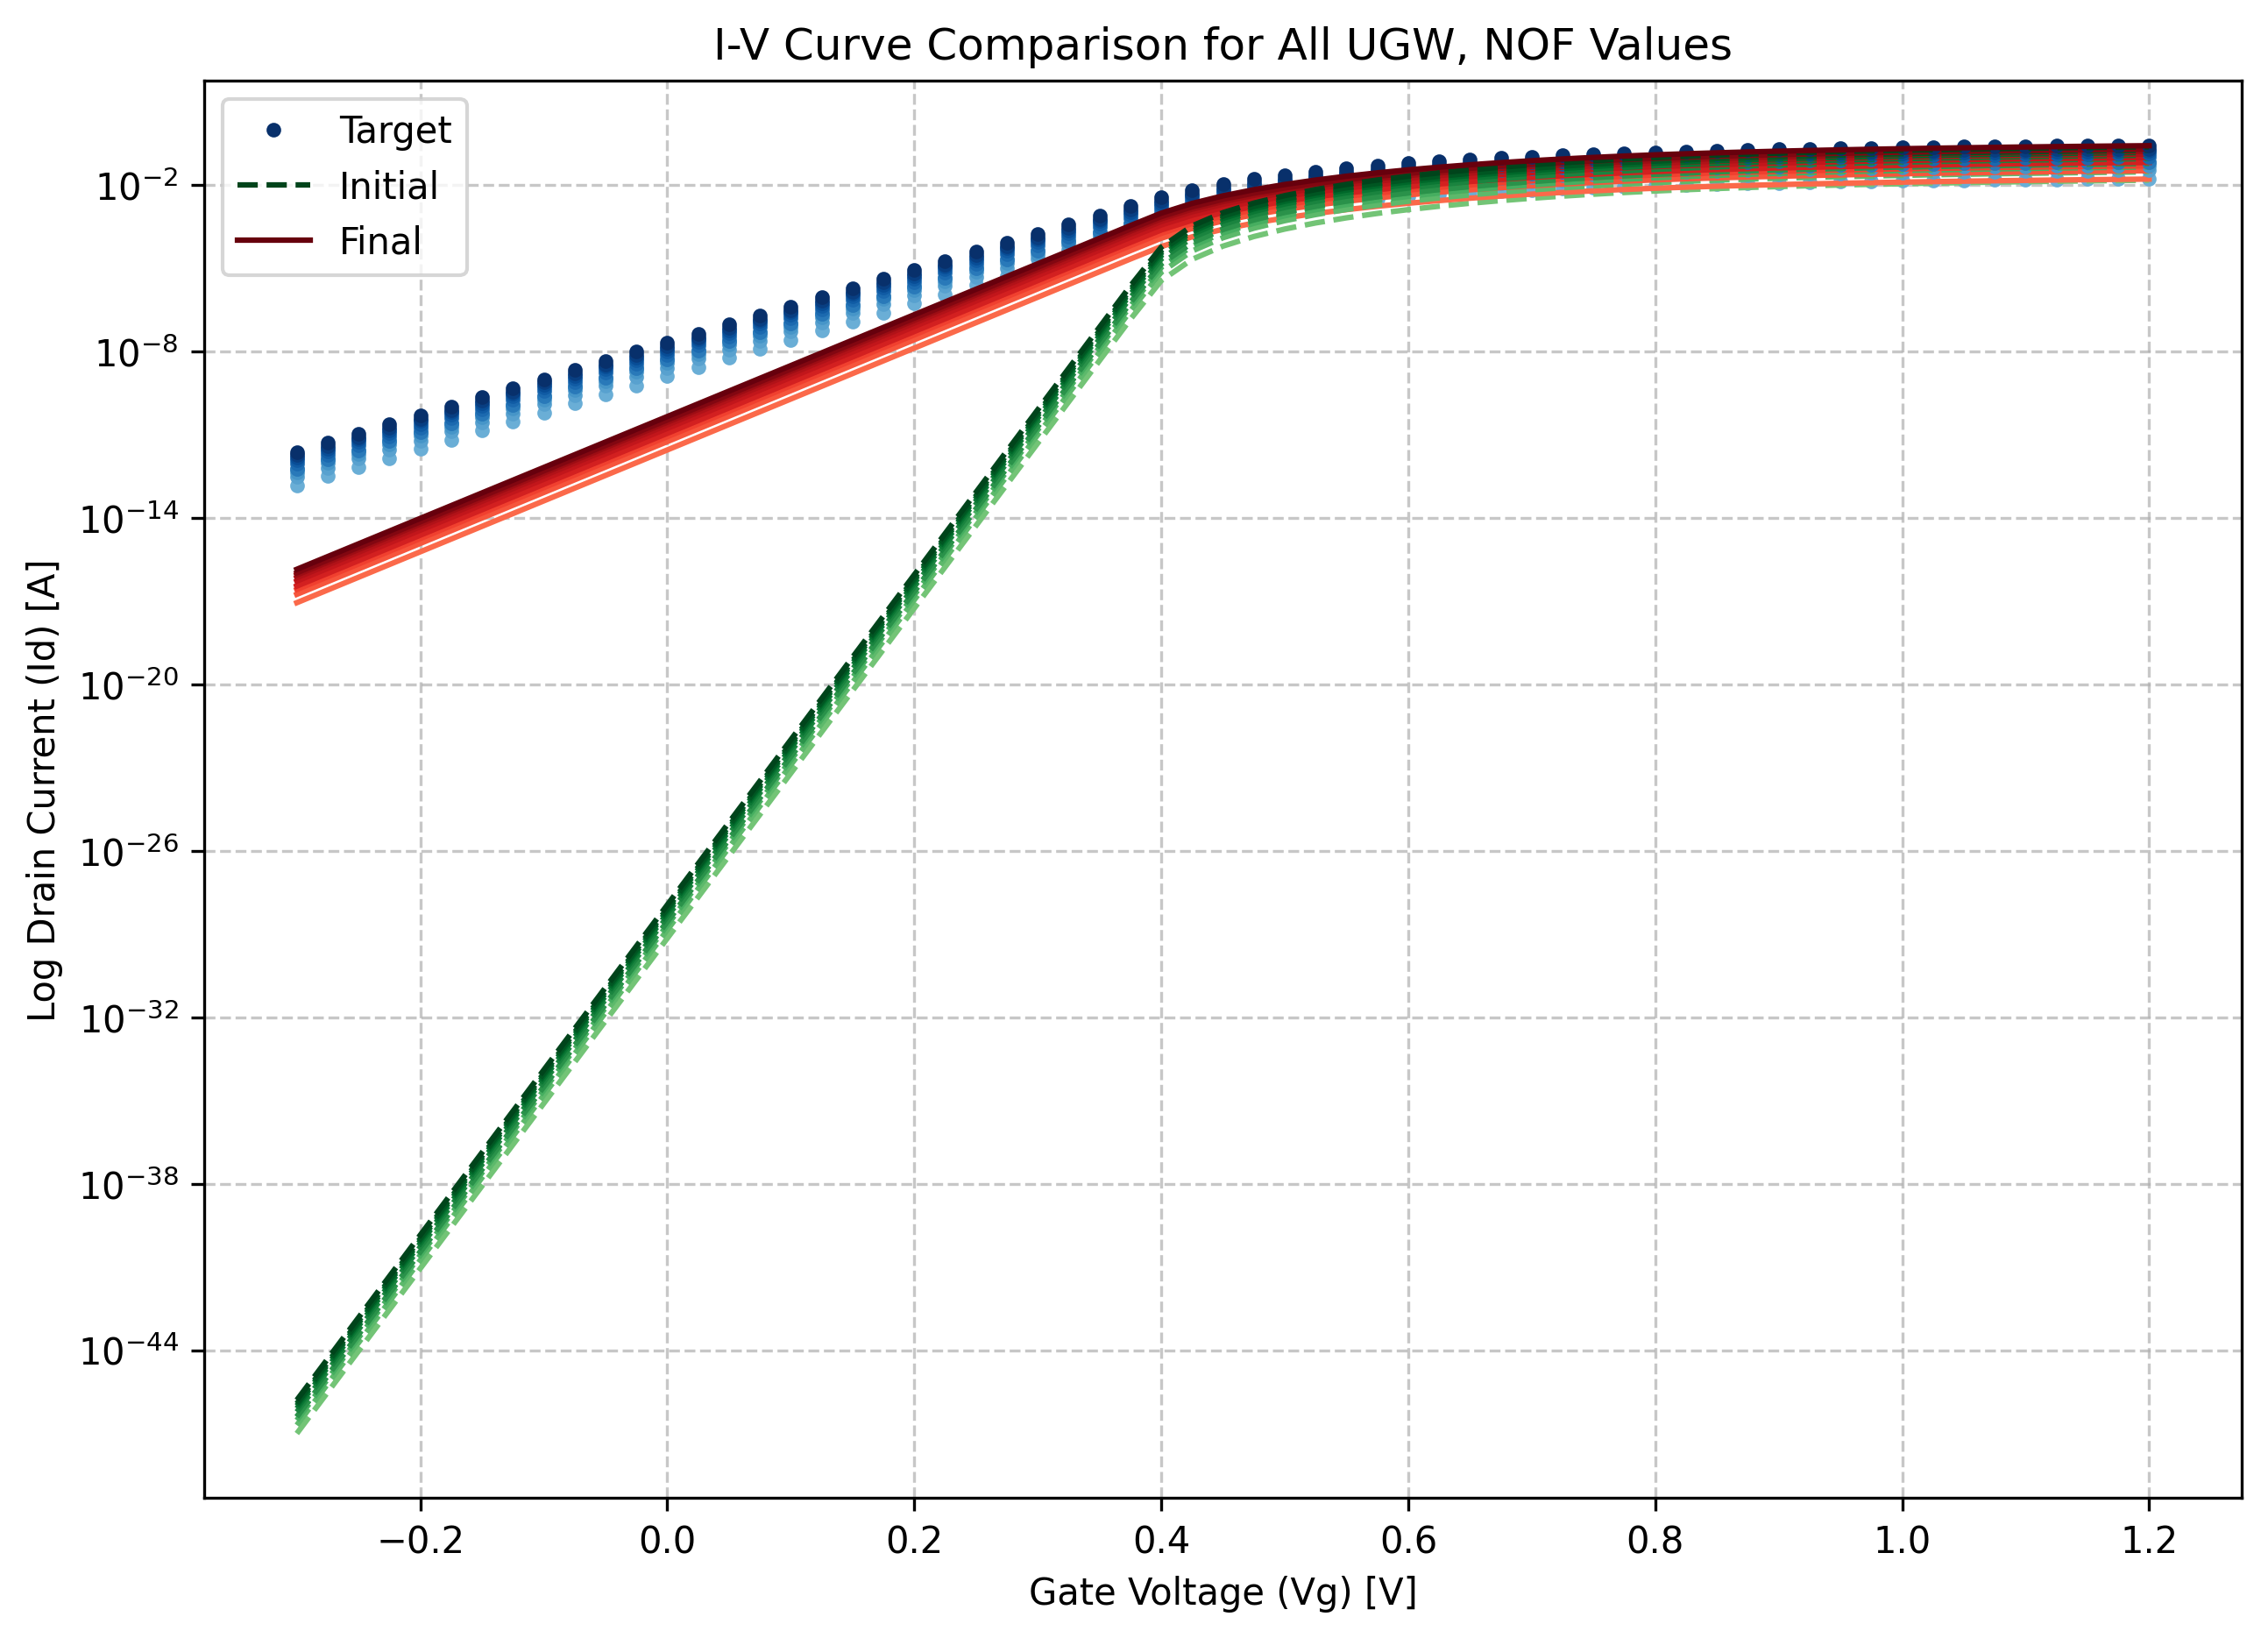 I-V Curve Comparison for All UGW, NOF Values
Target
Initial
Final
10⁻²
10⁻⁸
10⁻¹⁴
10⁻²⁰
10⁻²⁶
10⁻³²
10⁻³⁸
10⁻⁴⁴
Log Drain Current (Id) [A]
−0.2 0.0 0.2 0.4 0.6 0.8 1.0 1.2
Gate Voltage (Vg) [V]